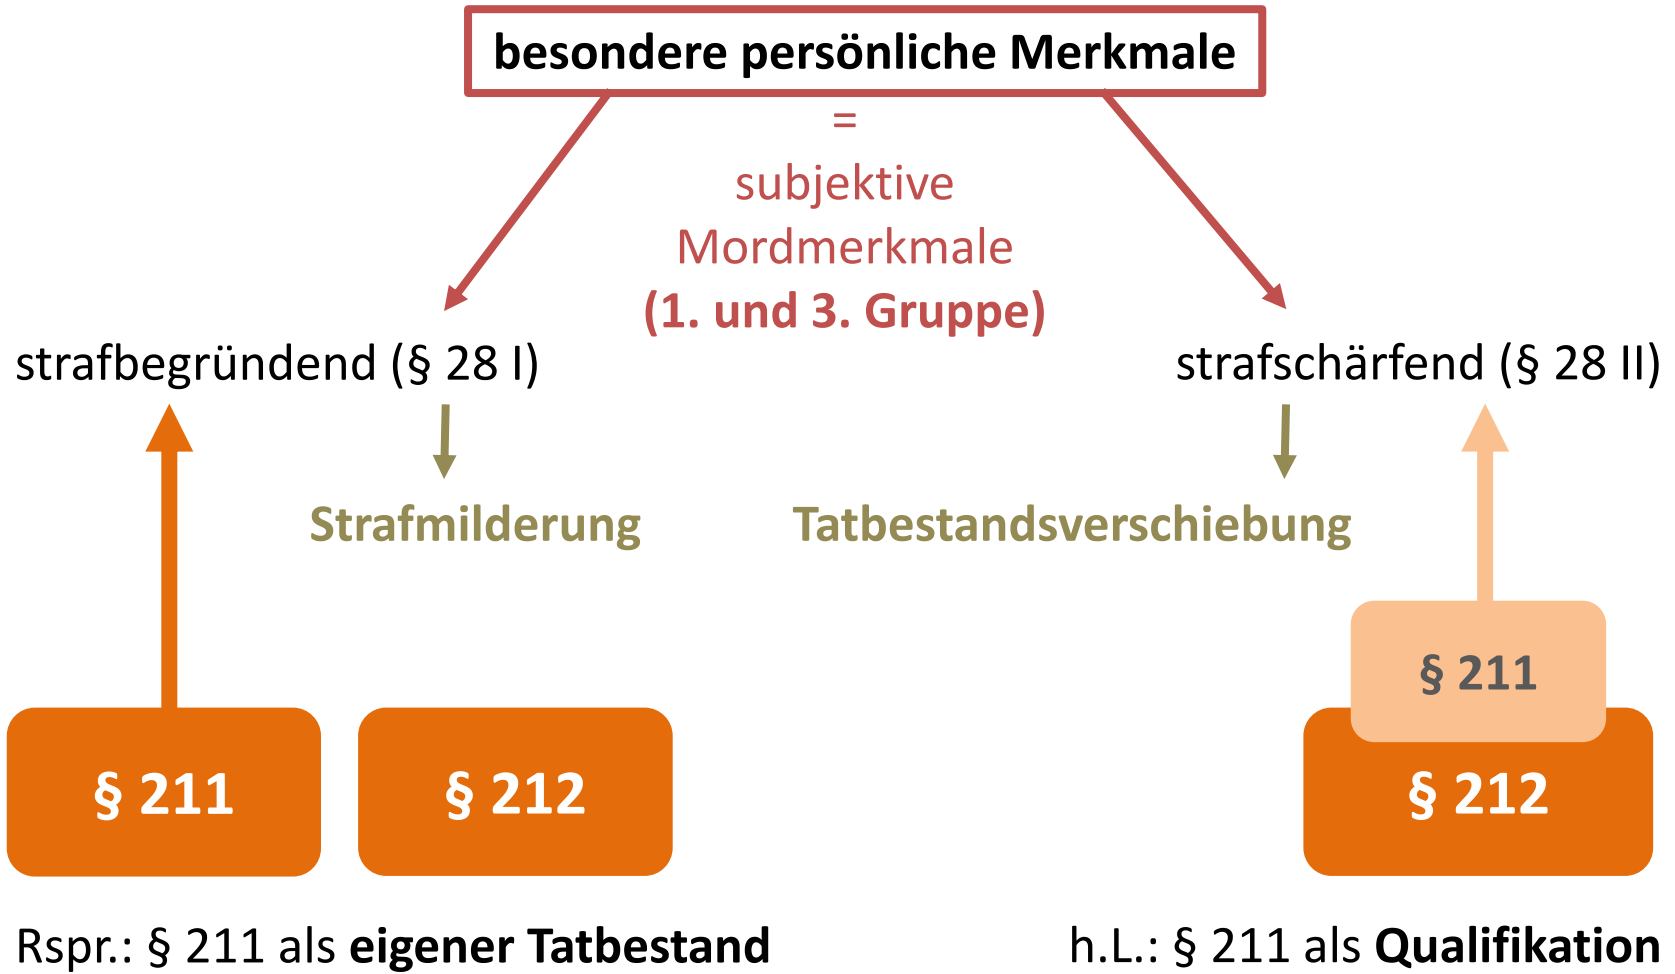 besondere persönliche Merkmale
=
subjektive
Mordmerkmale
(1. und 3. Gruppe)
strafbegründend (§ 28 I)
strafschärfend (§ 28 II)
Strafmilderung
Tatbestandsverschiebung
§ 211
§ 211
§ 212
§ 212
Rspr.: § 211 als eigener Tatbestand
h.L.: § 211 als Qualifikation